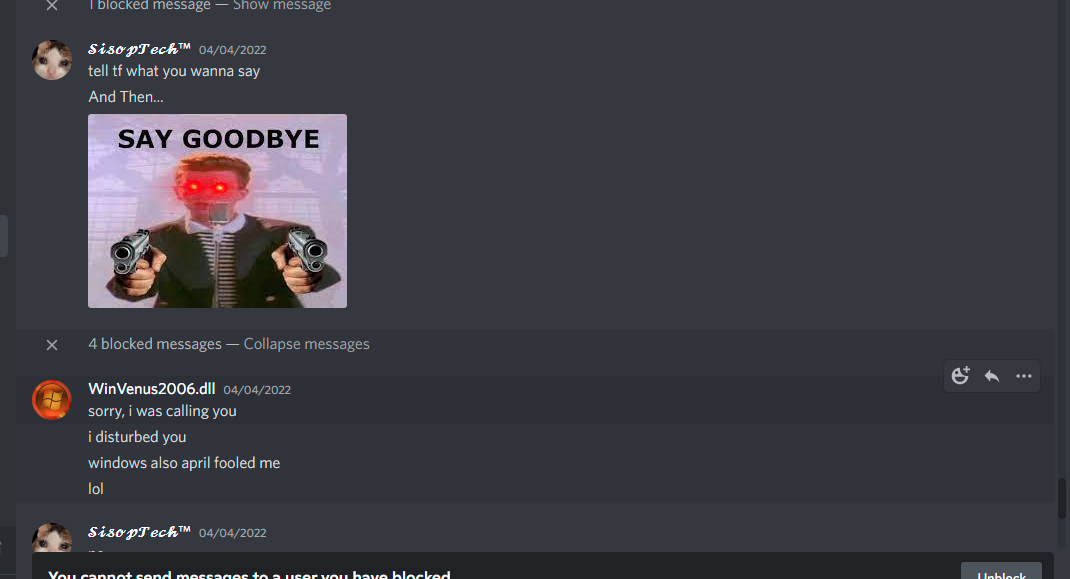 1 blocked message — Show message
𝓢𝓲𝓼𝓸𝓹𝓣𝓮𝓬𝓱™ 04/04/2022
tell tf what you wanna say
And Then...
SAY GOODBYE
4 blocked messages — Collapse messages
WinVenus2006.dll 04/04/2022
sorry, i was calling you
i disturbed you
windows also april fooled me
lol
𝓢𝓲𝓼𝓸𝓹𝓣𝓮𝓬𝓱™ 04/04/2022
You cannot send messages to a user you have blocked.
Unblock